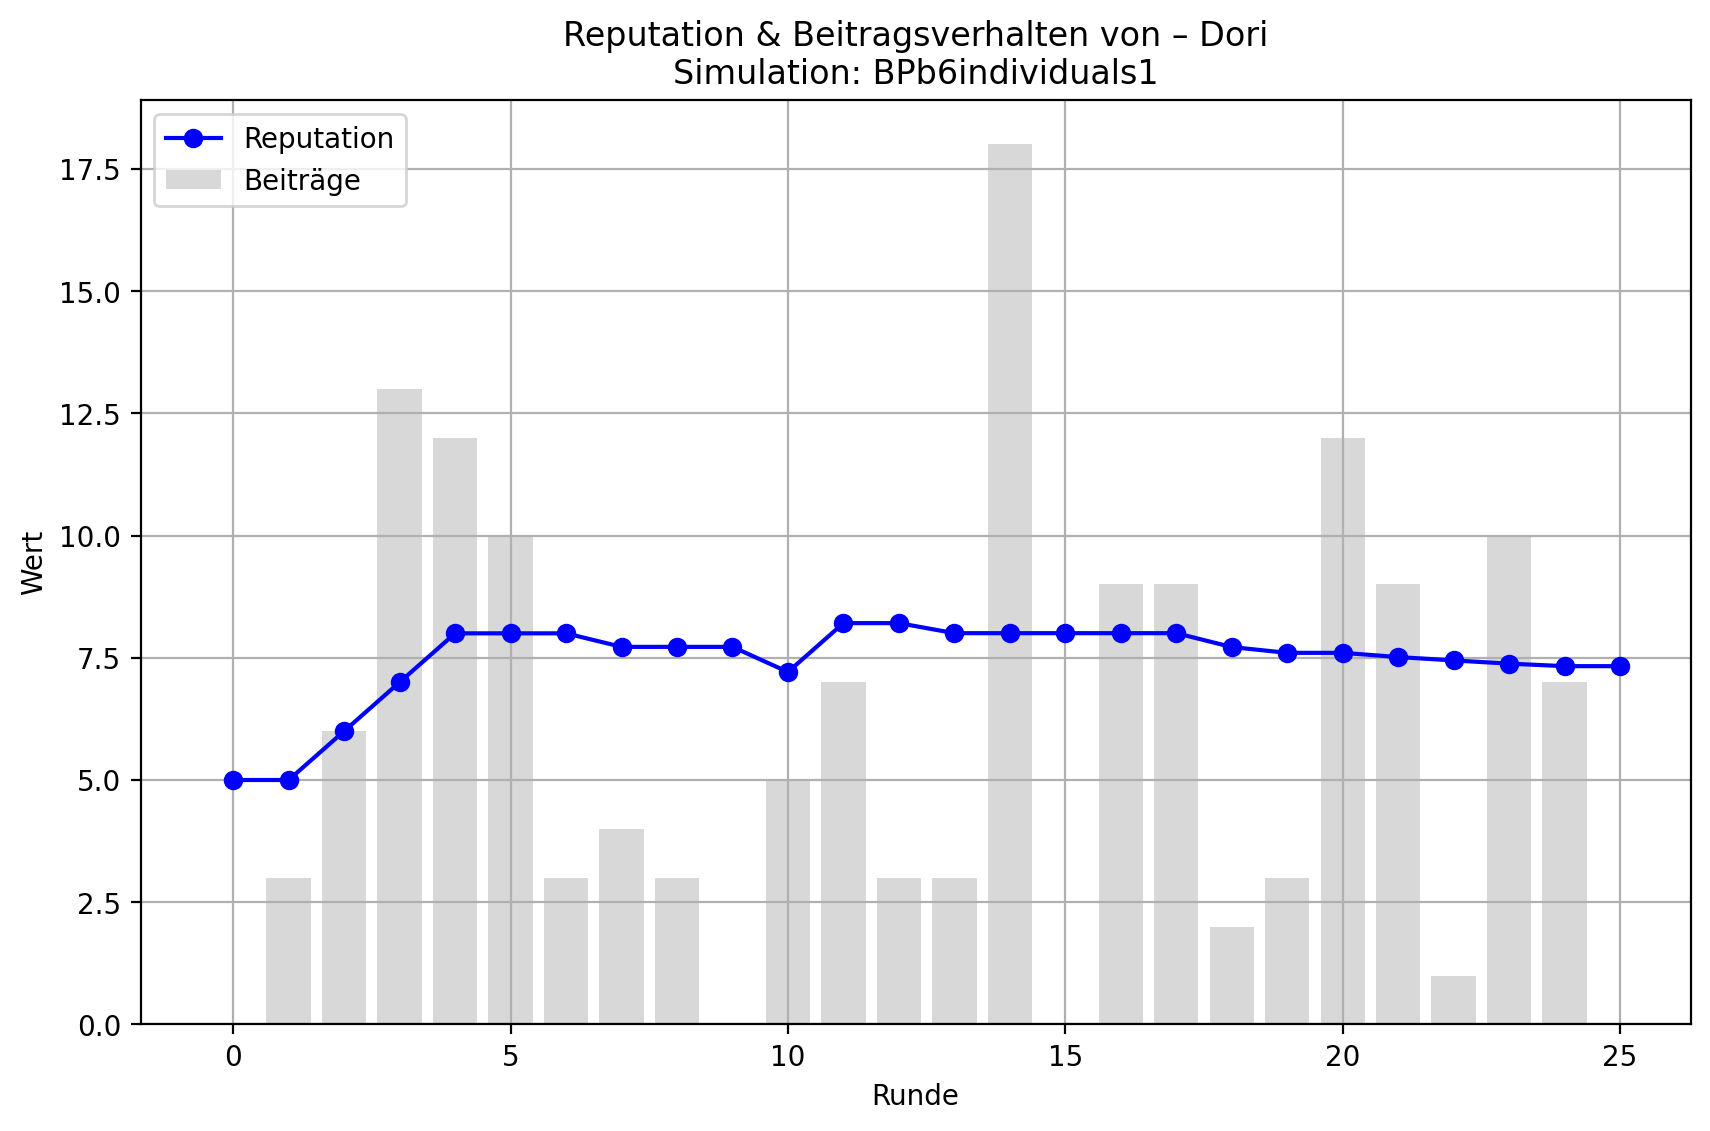 Reputation & Beitragsverhalten von – Dori
Simulation: BPb6individuals1
Reputation
Beiträge
17.5
15.0
12.5
10.0
7.5
5.0
2.5
0.0
Wert
0 5 10 15 20 25
Runde